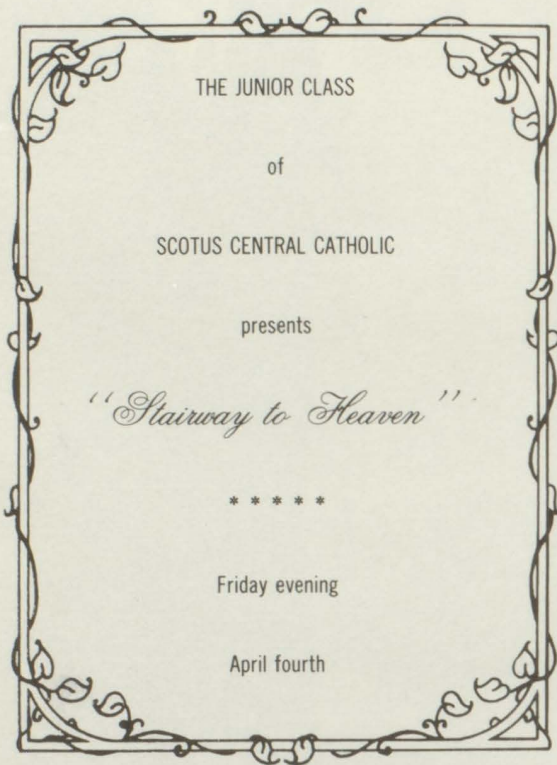 THE JUNIOR CLASS
of
SCOTUS CENTRAL CATHOLIC
presents
"Stairway to Heaven"
* * * * *
Friday evening
April fourth